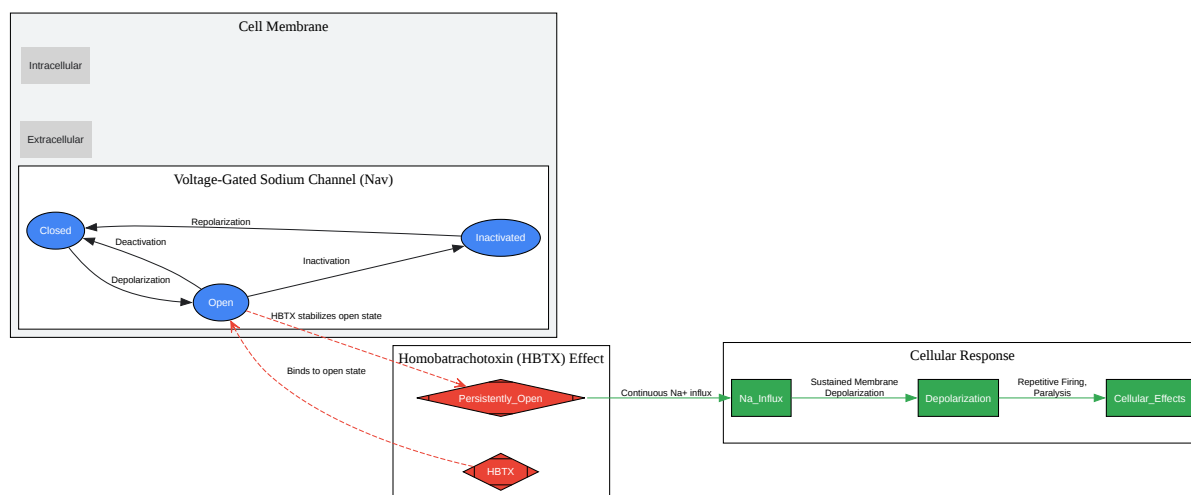 Cell Membrane
Intracellular
Extracellular
Voltage-Gated Sodium Channel (Nav)
Closed
Repolarization
Inactivated
Deactivation
Inactivation
Depolarization
Open
HBTX stabilizes open state
Binds to open state
Homobatrachotoxin (HBTX) Effect
Persistently_Open
HBTX
Continuous Na+ influx
Cellular Response
Na_Influx
Sustained Membrane
Depolarization
Depolarization
Repetitive Firing,
Paralysis
Cellular_Effects